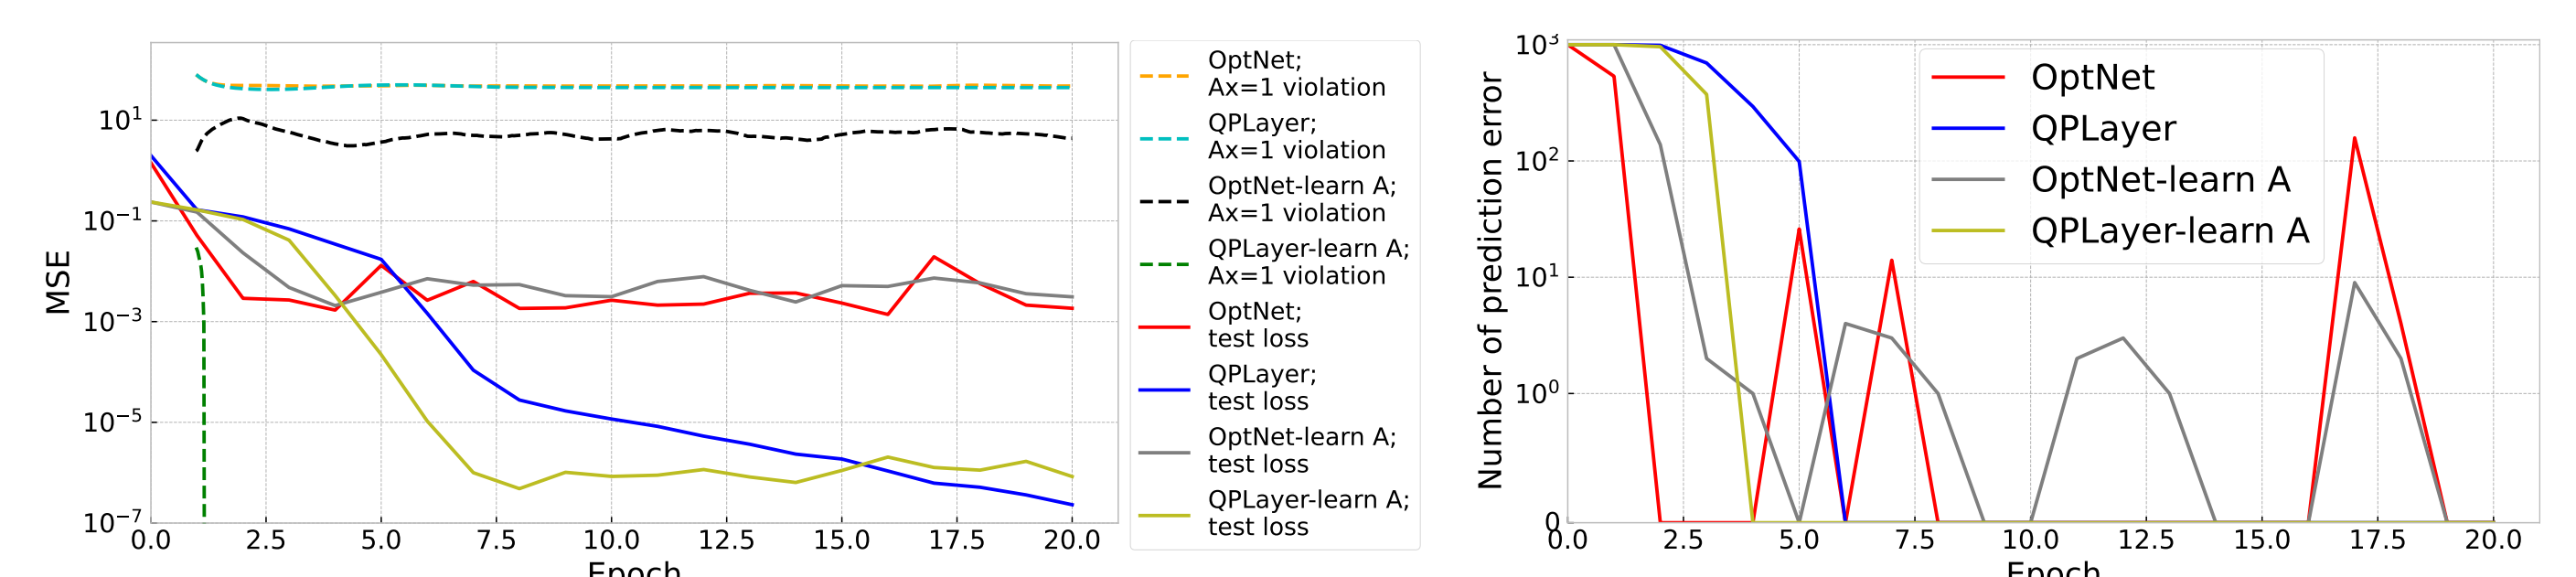 MSE
10¹
10⁻¹
10⁻³
10⁻⁵
10⁻⁷
0.0 2.5 5.0 7.5 10.0 12.5 15.0 17.5 20.0
Epoch
OptNet;
Ax=1 violation
QPLayer;
Ax=1 violation
OptNet-learn A;
Ax=1 violation
QPLayer-learn A;
Ax=1 violation
OptNet;
test loss
QPLayer;
test loss
OptNet-learn A;
test loss
QPLayer-learn A;
test loss
Number of prediction error
10³
10²
10¹
10⁰
0
0.0 2.5 5.0 7.5 10.0 12.5 15.0 17.5 20.0
Epoch
OptNet
QPLayer
OptNet-learn A
QPLayer-learn A